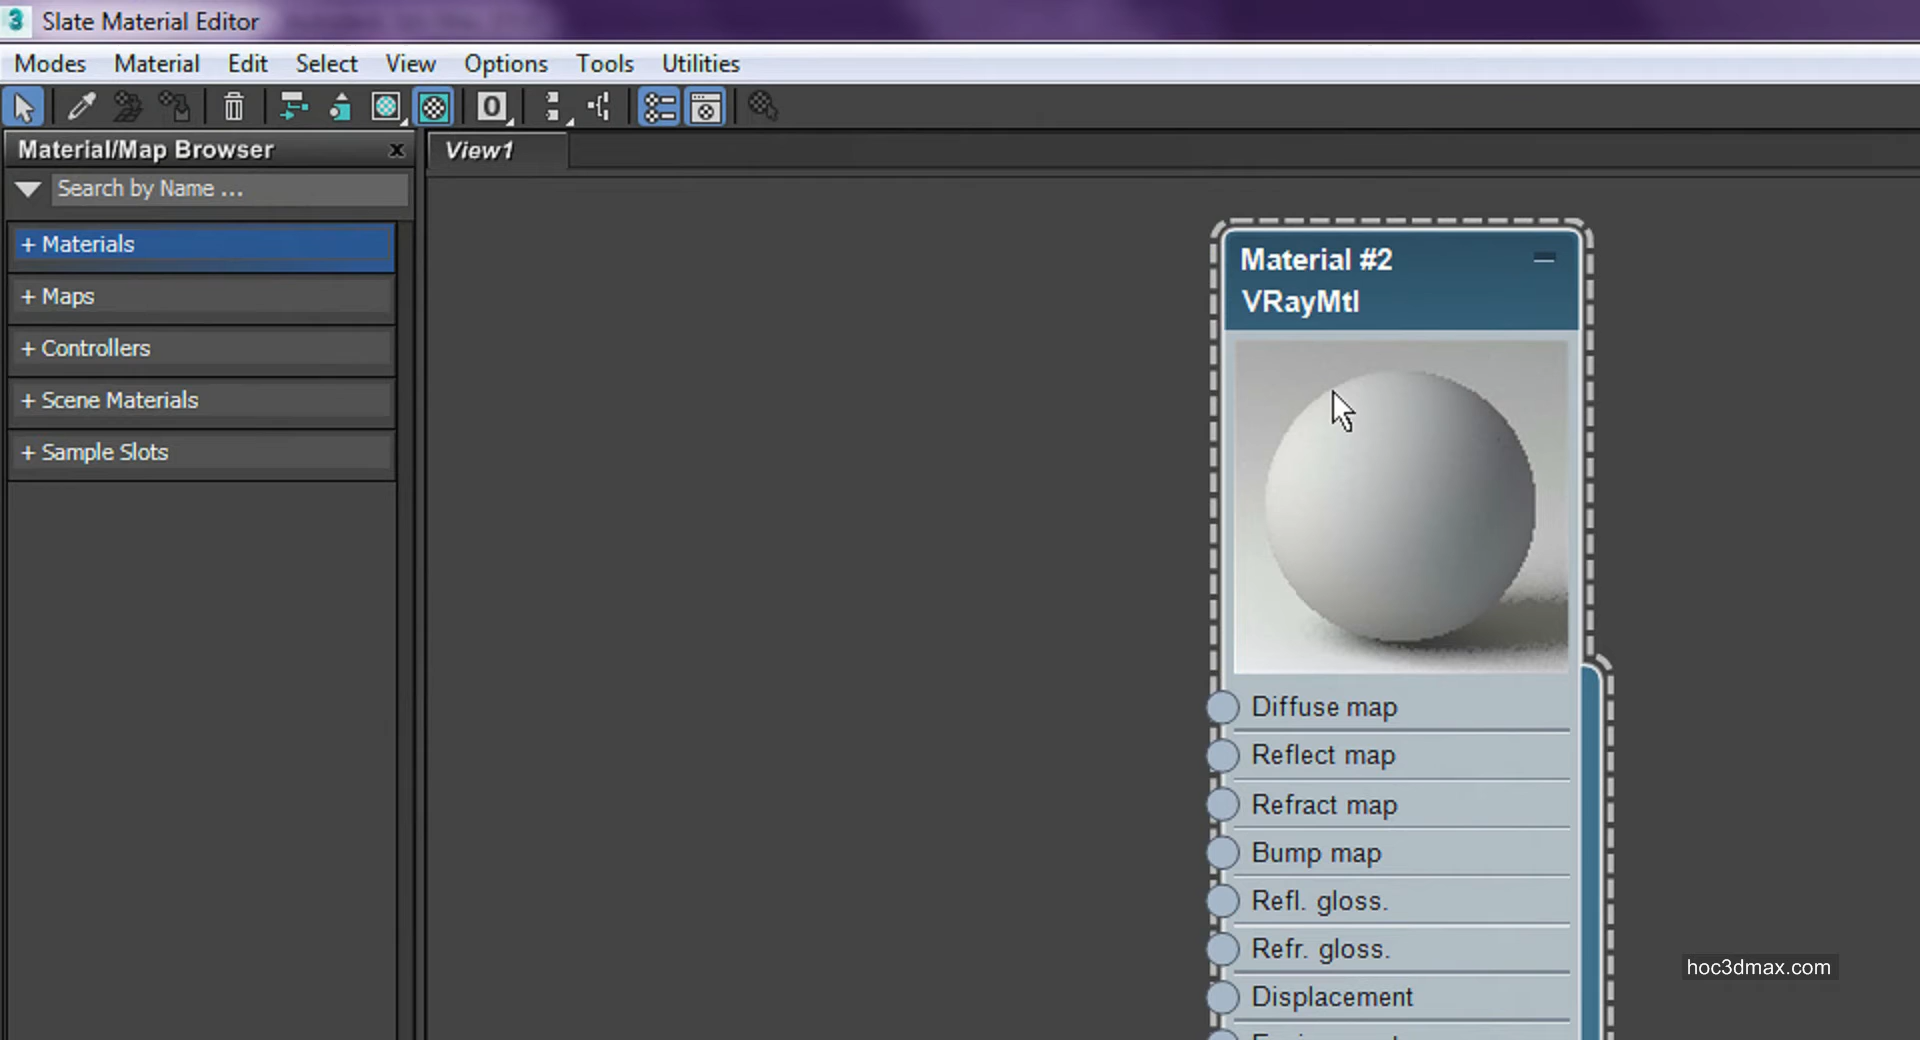 Slate Material Editor
Modes Material Edit Select View Options Tools Utilities
0
Material/Map Browser x
View1
Search by Name ...
+ Materials
+ Maps
+ Controllers
+ Scene Materials
+ Sample Slots
Material #2
VRayMtl
Diffuse map
Reflect map
Refract map
Bump map
Refl. gloss.
Refr. gloss.
Displacement
hoc3dmax.com